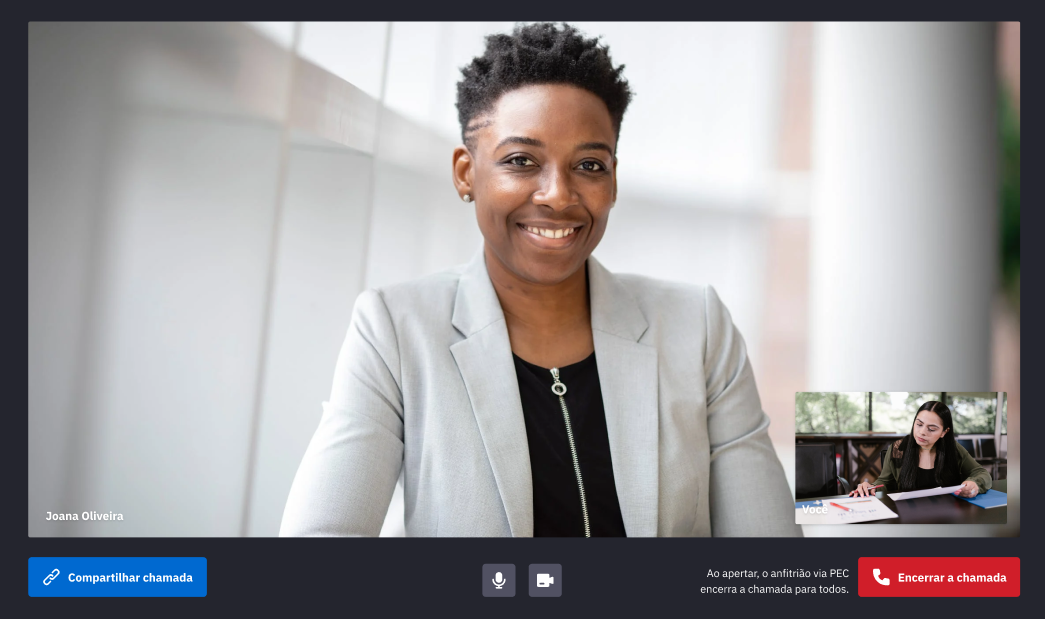 Joana Oliveira
Você
Compartilhar chamada
Ao apertar, o anfitrião via PEC
encerra a chamada para todos.
Encerrar a chamada